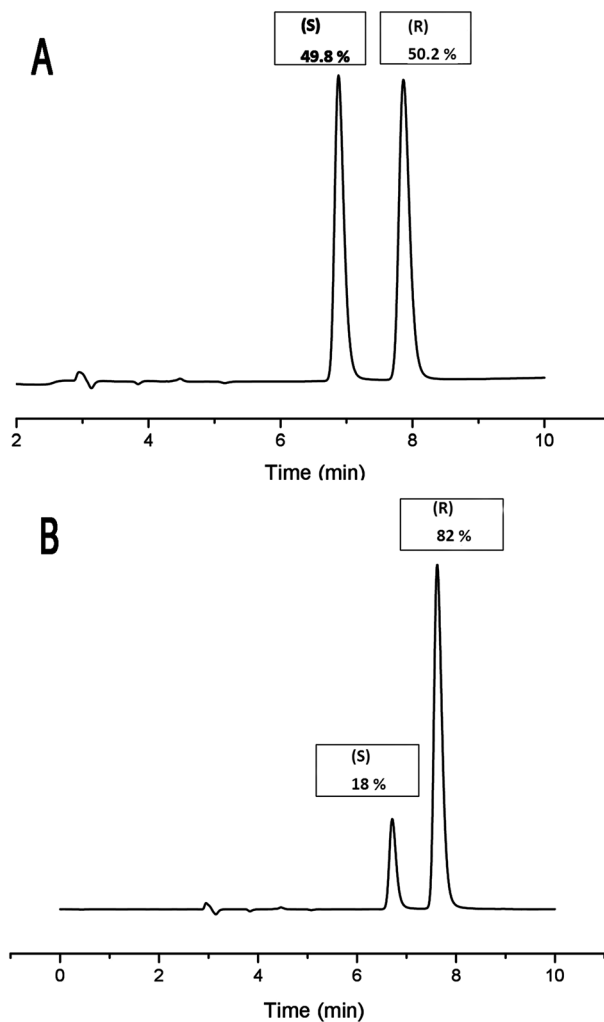 A
(S)
49.8 %
(R)
50.2 %
2 4 6 8 10
Time (min)
B
(R)
82 %
(S)
18 %
0 2 4 6 8 10
Time (min)